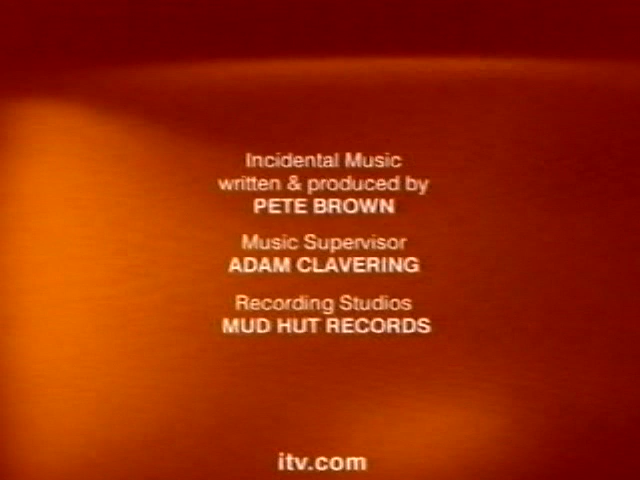 Incidental Music
written & produced by
PETE BROWN
Music Supervisor
ADAM CLAVERING
Recording Studios
MUD HUT RECORDS
itv.com